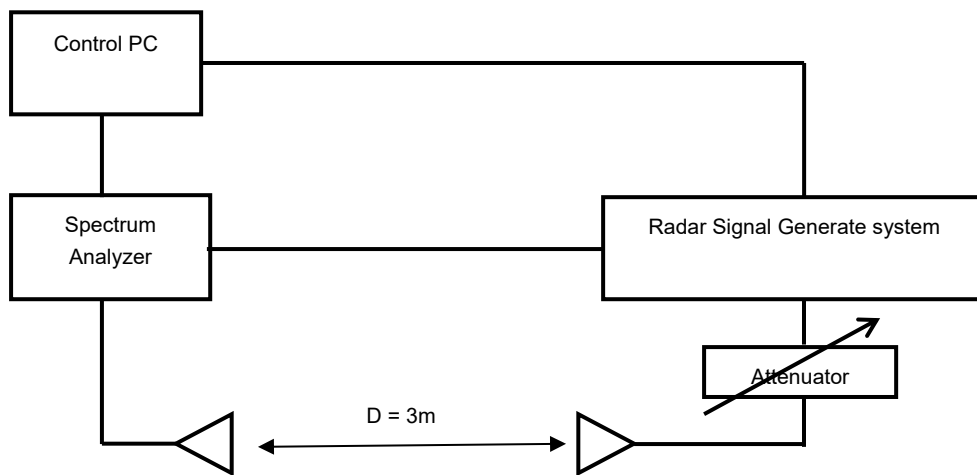 Control PC
Spectrum
Analyzer
Radar Signal Generate system
Attenuator
D = 3m